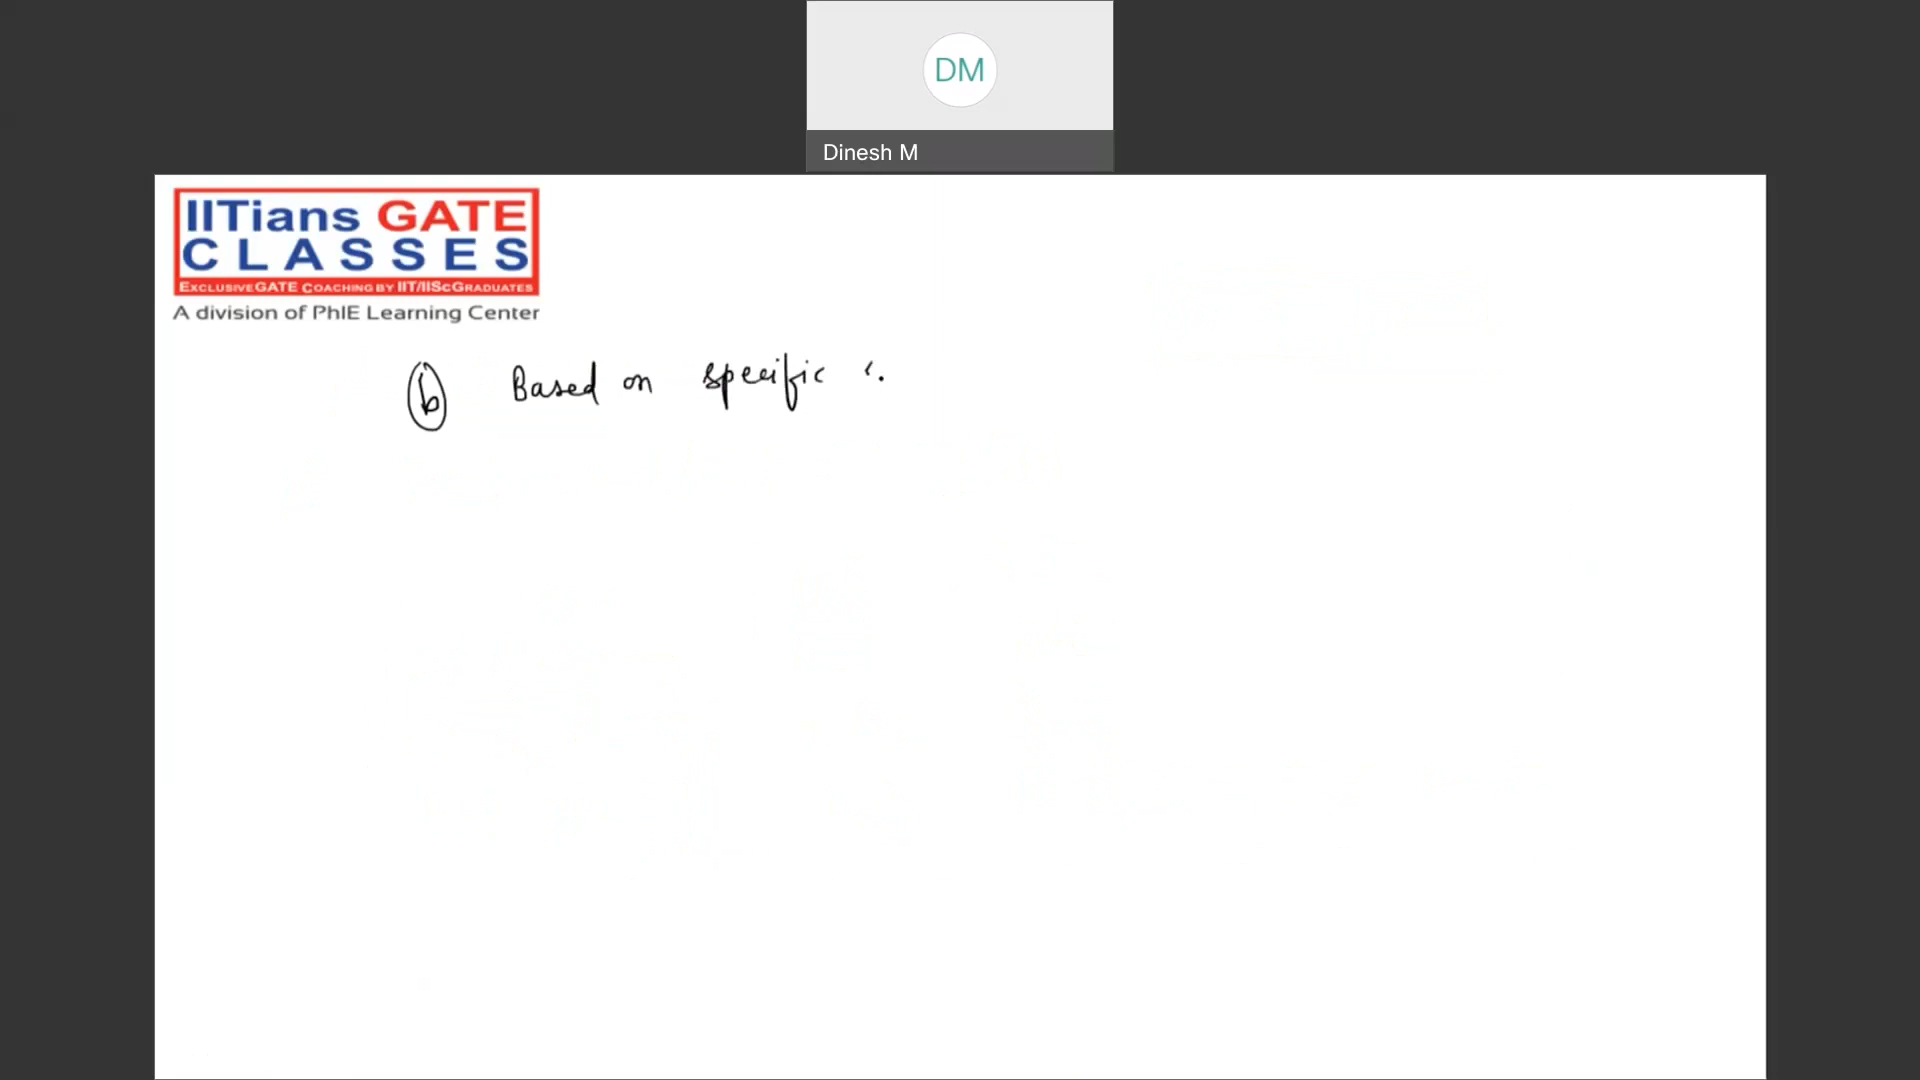 DM
Dinesh M
IITians GATE
CLASSES
EXCLUSIVE GATE COACHING BY IIT/IISc GRADUATES
A division of PhIE Learning Center
(b) Based on specific